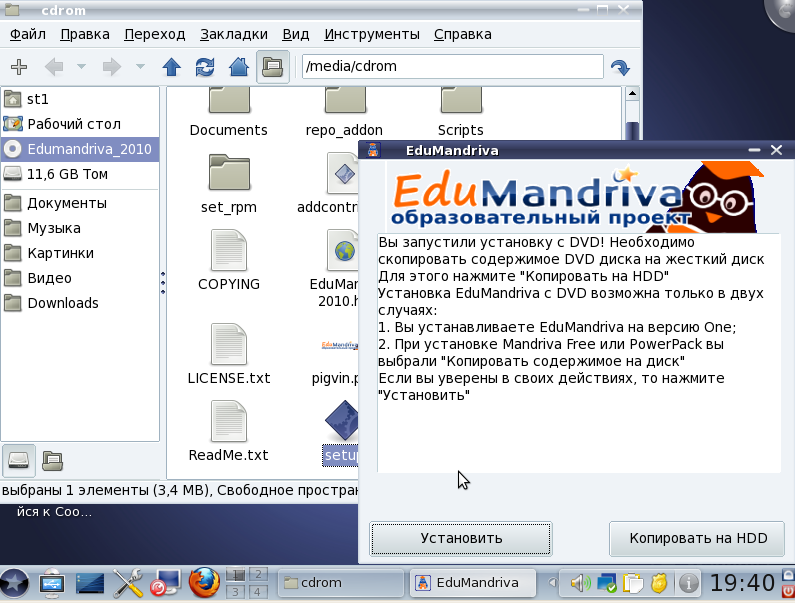 cdrom
Файл Правка Переход Закладки Вид Инструменты Справка
/media/cdrom
st1
Рабочий стол
Edumandriva_2010
11,6 GB Том
Документы
Музыка
Картинки
Видео
Downloads
Documents repo_addon Scripts
set_rpm addcontri
COPYING EduMan
2010.h
LICENSE.txt pigvin.p
ReadMe.txt setup
выбраны 1 элементы (3,4 MB), Свободное простран
йся к Coo...
EduMandriva
EduMandriva
образовательный проект
Вы запустили установку с DVD! Необходимо
скопировать содержимое DVD диска на жесткий диск
Для этого нажмите "Копировать на HDD"
Установка EduMandriva с DVD возможна только в двух
случаях:
1. Вы устанавливаете EduMandriva на версию One;
2. При установке Mandriva Free или PowerPack вы
выбрали "Копировать содержимое на диск"
Если вы уверены в своих действиях, то нажмите
"Установить"
Установить Копировать на HDD
1 2
3 4
cdrom EduMandriva 19:40